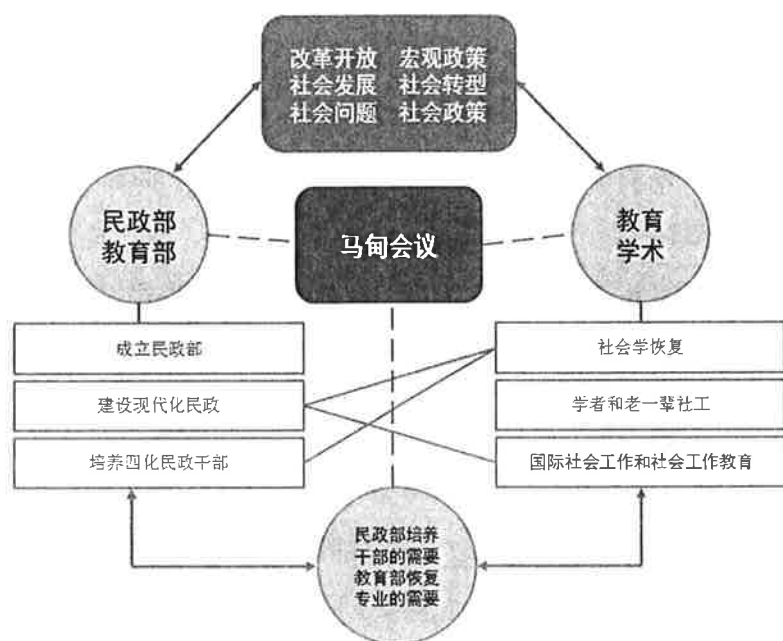 改革开放 宏观政策
社会发展 社会转型
社会问题 社会政策
民政部
教育部
马甸会议
教育
学术
成立民政部
建设现代化民政
培养四化民政干部
社会学恢复
学者和老一辈社工
国际社会工作和社会工作教育
民政部培养
干部的需要
教育部恢复
专业的需要